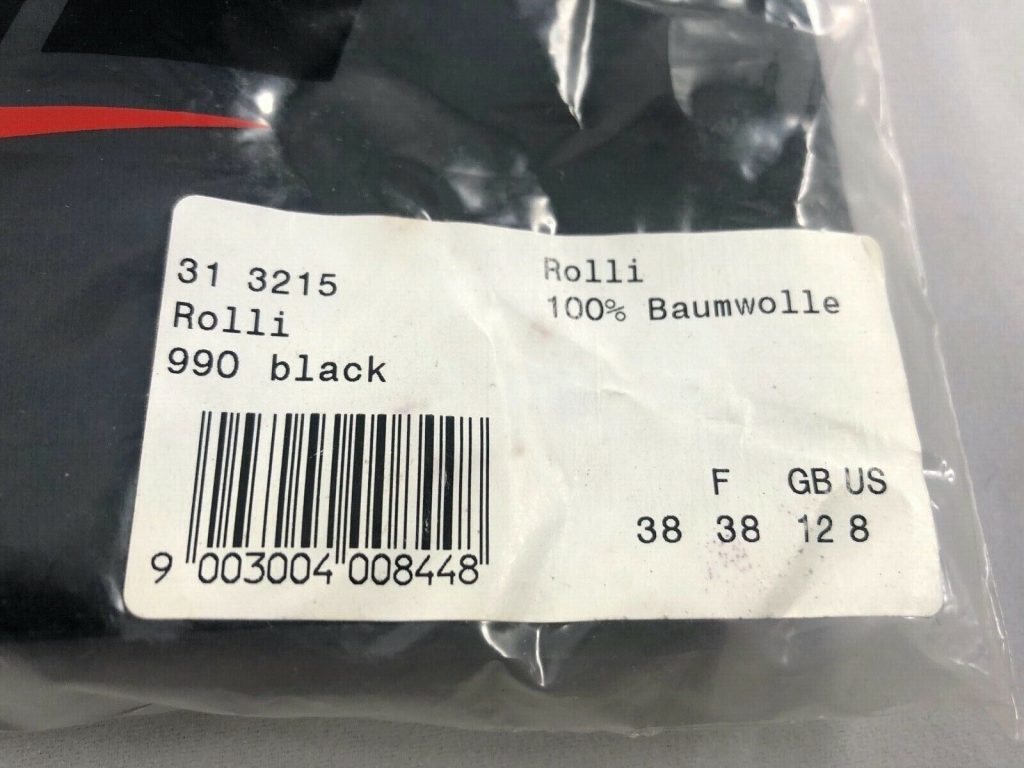 31 3215
Rolli
990 black
9 003004 008448
Rolli
100% Baumwolle
F GB US
38 38 12 8